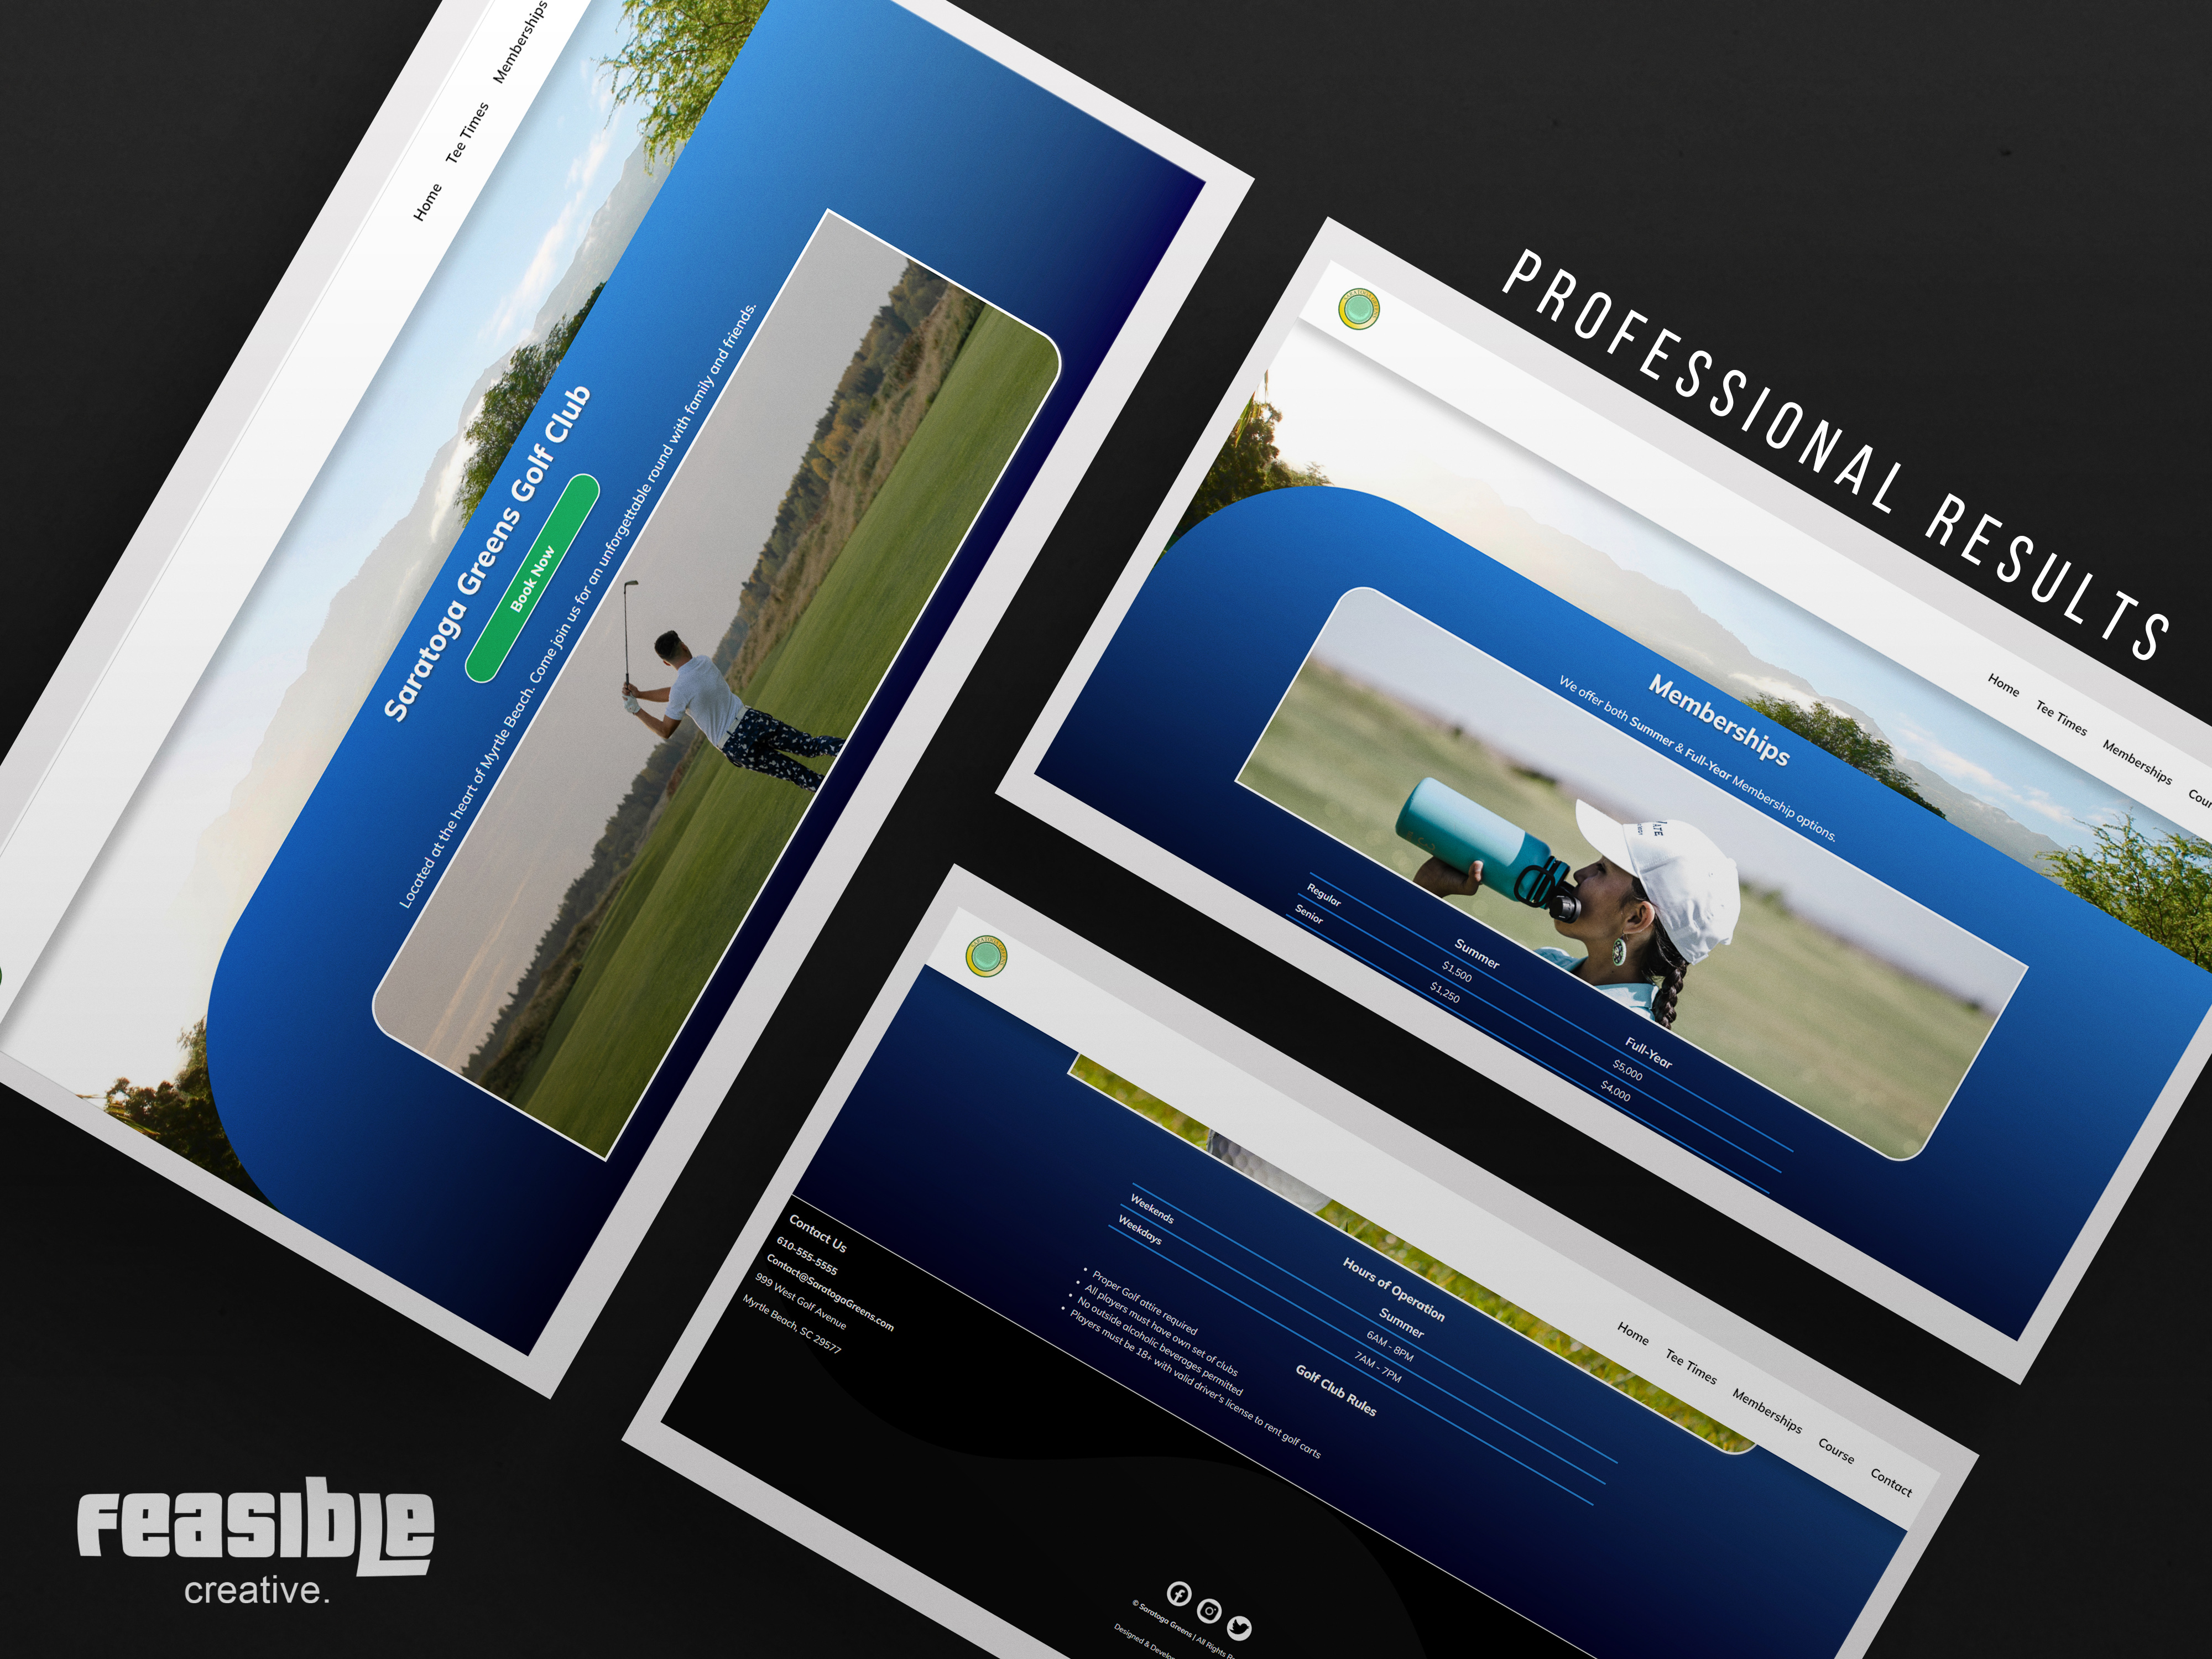 Home Tee Times Memberships
Saratoga Greens Golf Club
Book Now
Located at the heart of Myrtle Beach. Come join us for an unforgettable round with family and friends.
PROFESSIONAL RESULTS
Home Tee Times Memberships Cour
Memberships
We offer both Summer & Full-Year Membership options.
Summer Full-Year
Regular $1,500 $5,000
Senior $1,250 $4,000
Home Tee Times Memberships Course Contact
Hours of Operation
Summer
Weekends 6AM - 8PM
Weekdays 7AM - 7PM
Golf Club Rules
• Proper Golf attire required
• All players must have own set of clubs
• No outside alcoholic beverages permitted
• Players must be 18+ with valid driver's license to rent golf carts
Contact Us
610-555-5555
Contact@SaratogaGreens.com
999 West Golf Avenue
Myrtle Beach, SC 29577
© Saratoga Greens | All Rights R
Designed & Develo
feasible
creative.